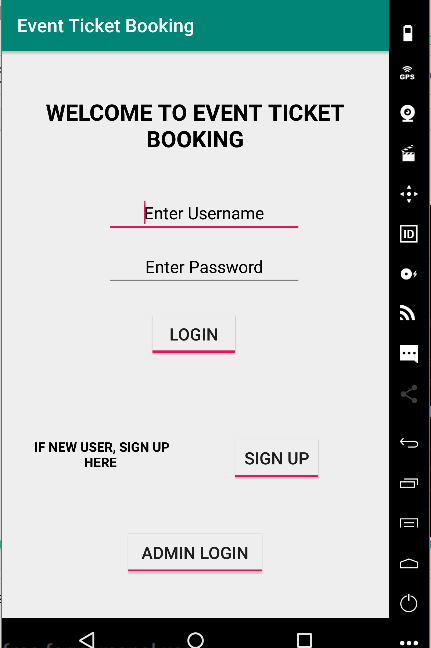 Event Ticket Booking
WELCOME TO EVENT TICKET
BOOKING
Enter Username
Enter Password
LOGIN
IF NEW USER, SIGN UP
HERE
SIGN UP
ADMIN LOGIN
GPS
ID